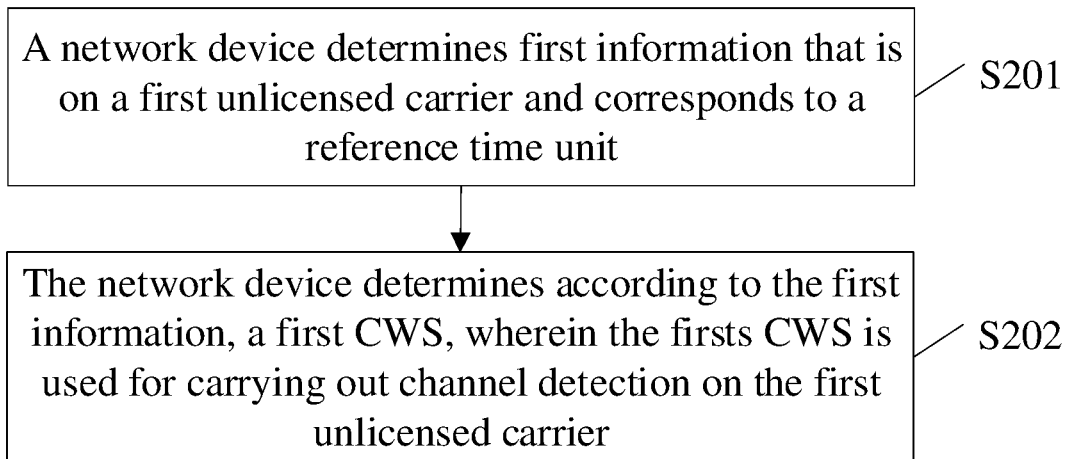 A network device determines first information that is
on a first unlicensed carrier and corresponds to a
reference time unit
S201
The network device determines according to the first
information, a first CWS, wherein the firsts CWS is
used for carrying out channel detection on the first
unlicensed carrier
S202